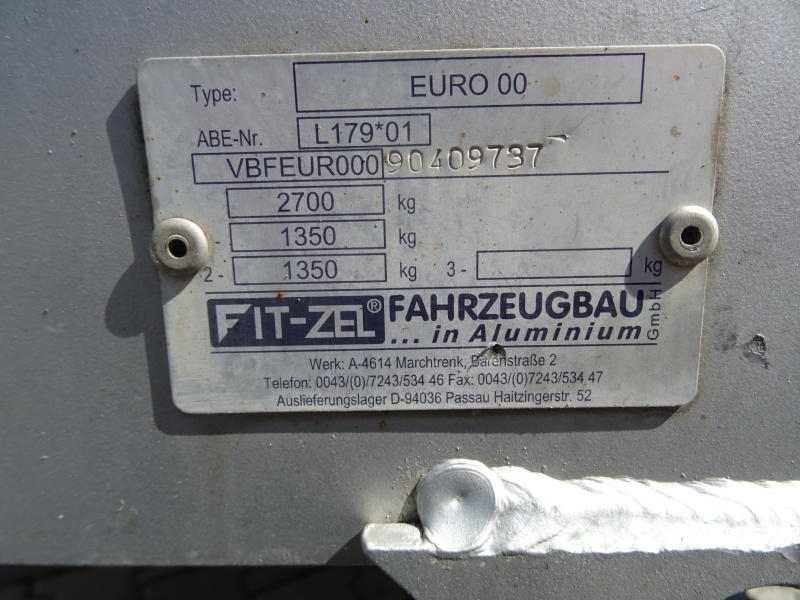 Type: EURO 00
ABE-Nr. L179*01
VBFEUR000 90409737
2700 kg
1350 kg
2- 1350 kg 3- kg
FIT-ZEL® FAHRZEUGBAU
... in Aluminium GmbH
Werk: A-4614 Marchtrenk, Bärenstraße 2
Telefon: 0043/(0)/7243/534 46 Fax: 0043/(0)7243/534 47
Auslieferungslager D-94036 Passau Haitzingerstr. 52